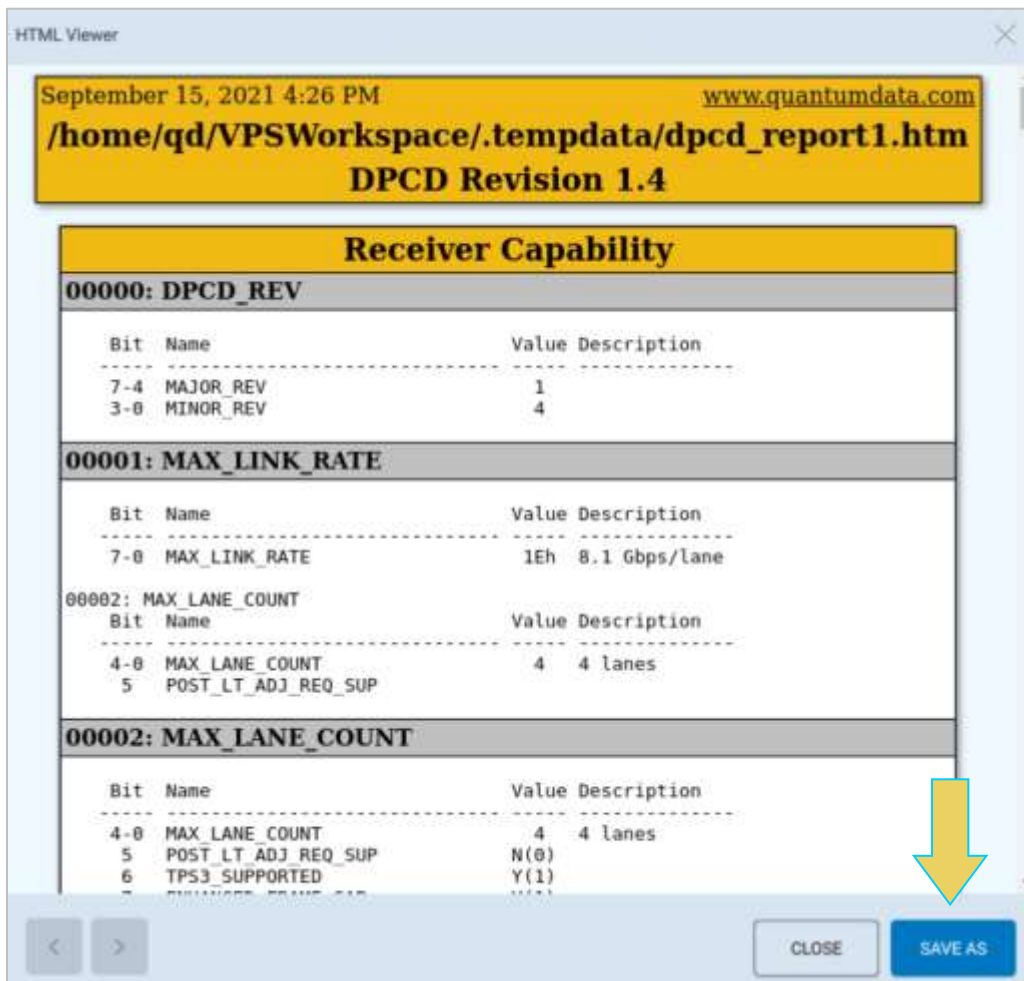 HTML Viewer
September 15, 2021 4:26 PM www.quantumdata.com
/home/qd/VPSWorkspace/.tempdata/dpcd_report1.htm
DPCD Revision 1.4
Receiver Capability
00000: DPCD_REV
Bit Name Value Description
----- ------------------------------ ----- --------------
7-4 MAJOR_REV 1
3-0 MINOR_REV 4
00001: MAX_LINK_RATE
Bit Name Value Description
----- ------------------------------ ----- --------------
7-0 MAX_LINK_RATE 1Eh 8.1 Gbps/lane
00002: MAX_LANE_COUNT
Bit Name Value Description
----- ------------------------------ ----- --------------
4-0 MAX_LANE_COUNT 4 4 lanes
5 POST_LT_ADJ_REQ_SUP
00002: MAX_LANE_COUNT
Bit Name Value Description
----- ------------------------------ ----- --------------
4-0 MAX_LANE_COUNT 4 4 lanes
5 POST_LT_ADJ_REQ_SUP N(0)
6 TPS3_SUPPORTED Y(1)
< > CLOSE SAVE AS